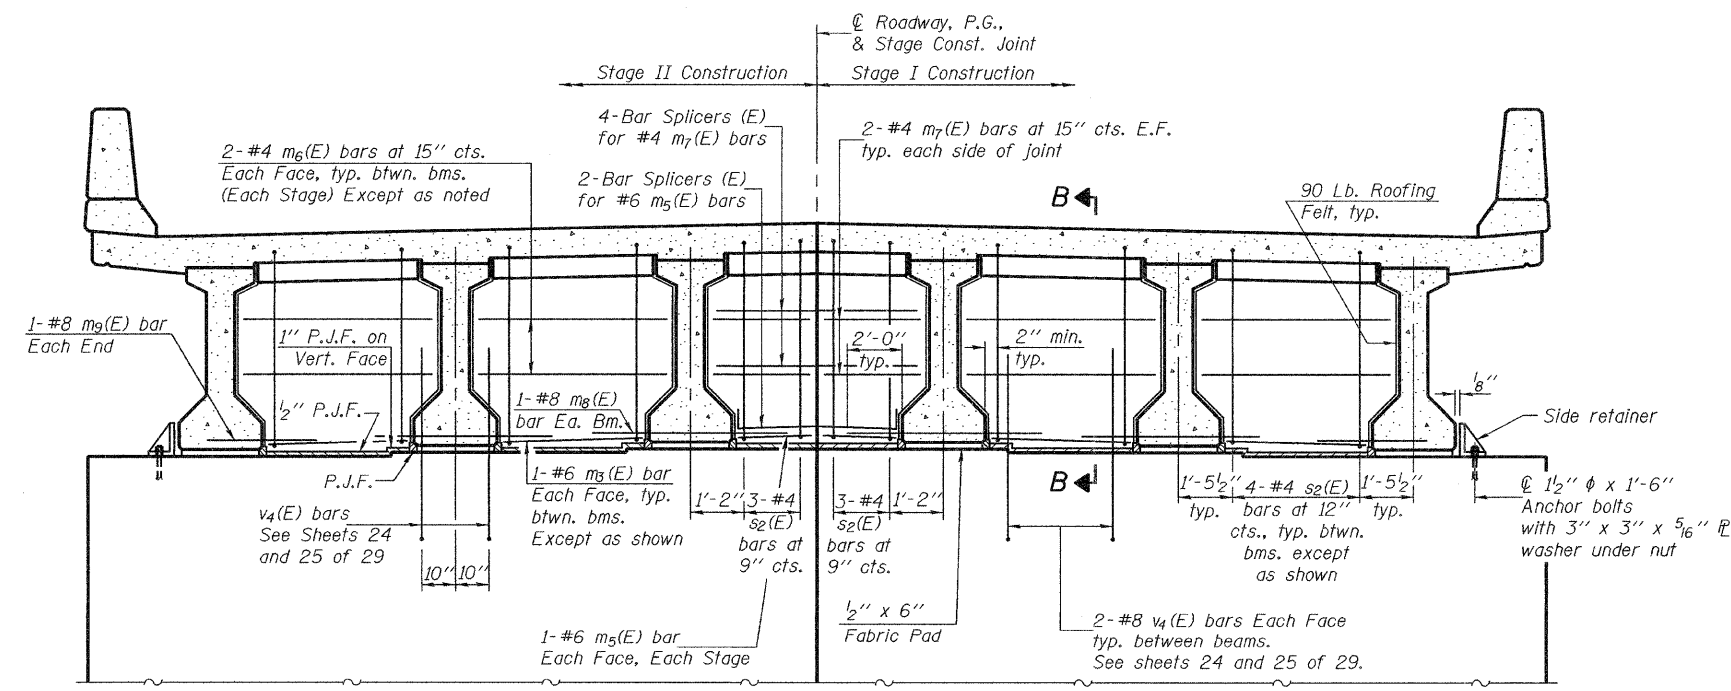 ℄ Roadway, P.G.,
& Stage Const. Joint
Stage II Construction
Stage I Construction
4-Bar Splicers (E)
for #4 m7(E) bars
2-#4 m7(E) bars at 15" cts. E.F.
typ. each side of joint
2-#4 m6(E) bars at 15" cts.
Each Face, typ. btwn. bms.
(Each Stage) Except as noted
2-Bar Splicers (E)
for #6 m5(E) bars
B
90 Lb. Roofing
Felt, typ.
1-#8 m9(E) bar
Each End
1" P.J.F. on
Vert. Face
2'-0"
typ.
2" min.
typ.
1/8"
1/2" P.J.F.
1-#8 m8(E)
bar Ea. Bm.
Side retainer
P.J.F.
1-#6 m3(E) bar
Each Face, typ.
btwn. bms.
Except as shown
B
v4(E) bars
See Sheets 24
and 25 of 29
1'-2"
3-#4
s2(E)
bars at
9" cts.
3-#4
s2(E)
bars at
9" cts.
1'-2"
1'-5 1/2"
typ.
4-#4 s2(E)
bars at 12"
cts., typ. btwn.
bms. except
as shown
1'-5 1/2"
typ.
℄ 1 1/2" ϕ x 1'-6"
Anchor bolts
with 3" x 3" x 5/16" ℄
washer under nut
10"
10"
1/2" x 6"
Fabric Pad
2-#8 v4(E) bars Each Face
typ. between beams.
See sheets 24 and 25 of 29.
1-#6 m5(E) bar
Each Face, Each Stage